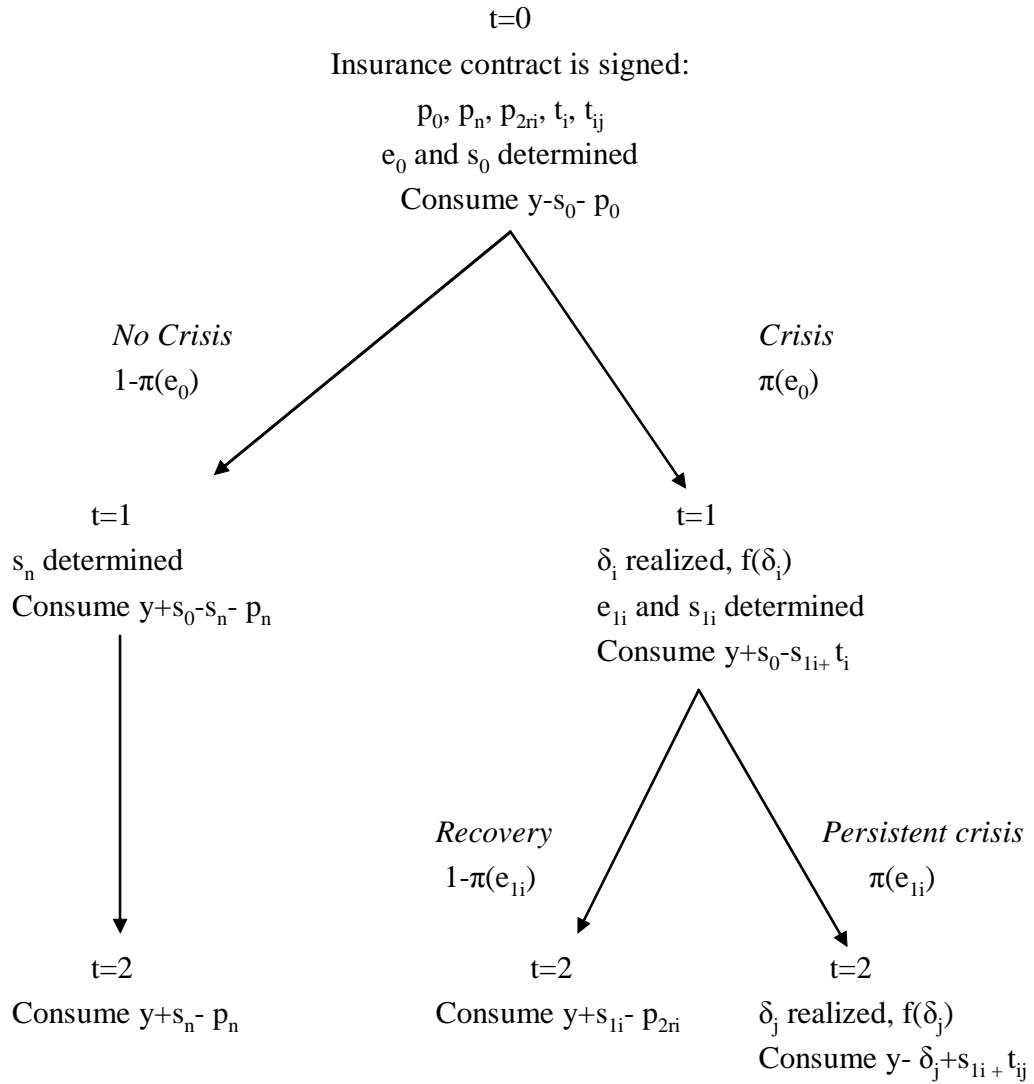 t=0
Insurance contract is signed:
p₀, pₙ, p₂ᵣᵢ, tᵢ, tᵢⱼ
e₀ and s₀ determined
Consume y-s₀- p₀
No Crisis
1-π(e₀)
Crisis
π(e₀)
t=1
sₙ determined
Consume y+s₀-sₙ- pₙ
t=1
δᵢ realized, f(δᵢ)
e₁ᵢ and s₁ᵢ determined
Consume y+s₀-s₁ᵢ₊ tᵢ
Recovery
1-π(e₁ᵢ)
Persistent crisis
π(e₁ᵢ)
t=2
Consume y+sₙ- pₙ
t=2
Consume y+s₁ᵢ- p₂ᵣᵢ
t=2
δⱼ realized, f(δⱼ)
Consume y- δⱼ+s₁ᵢ ₊ tᵢⱼ